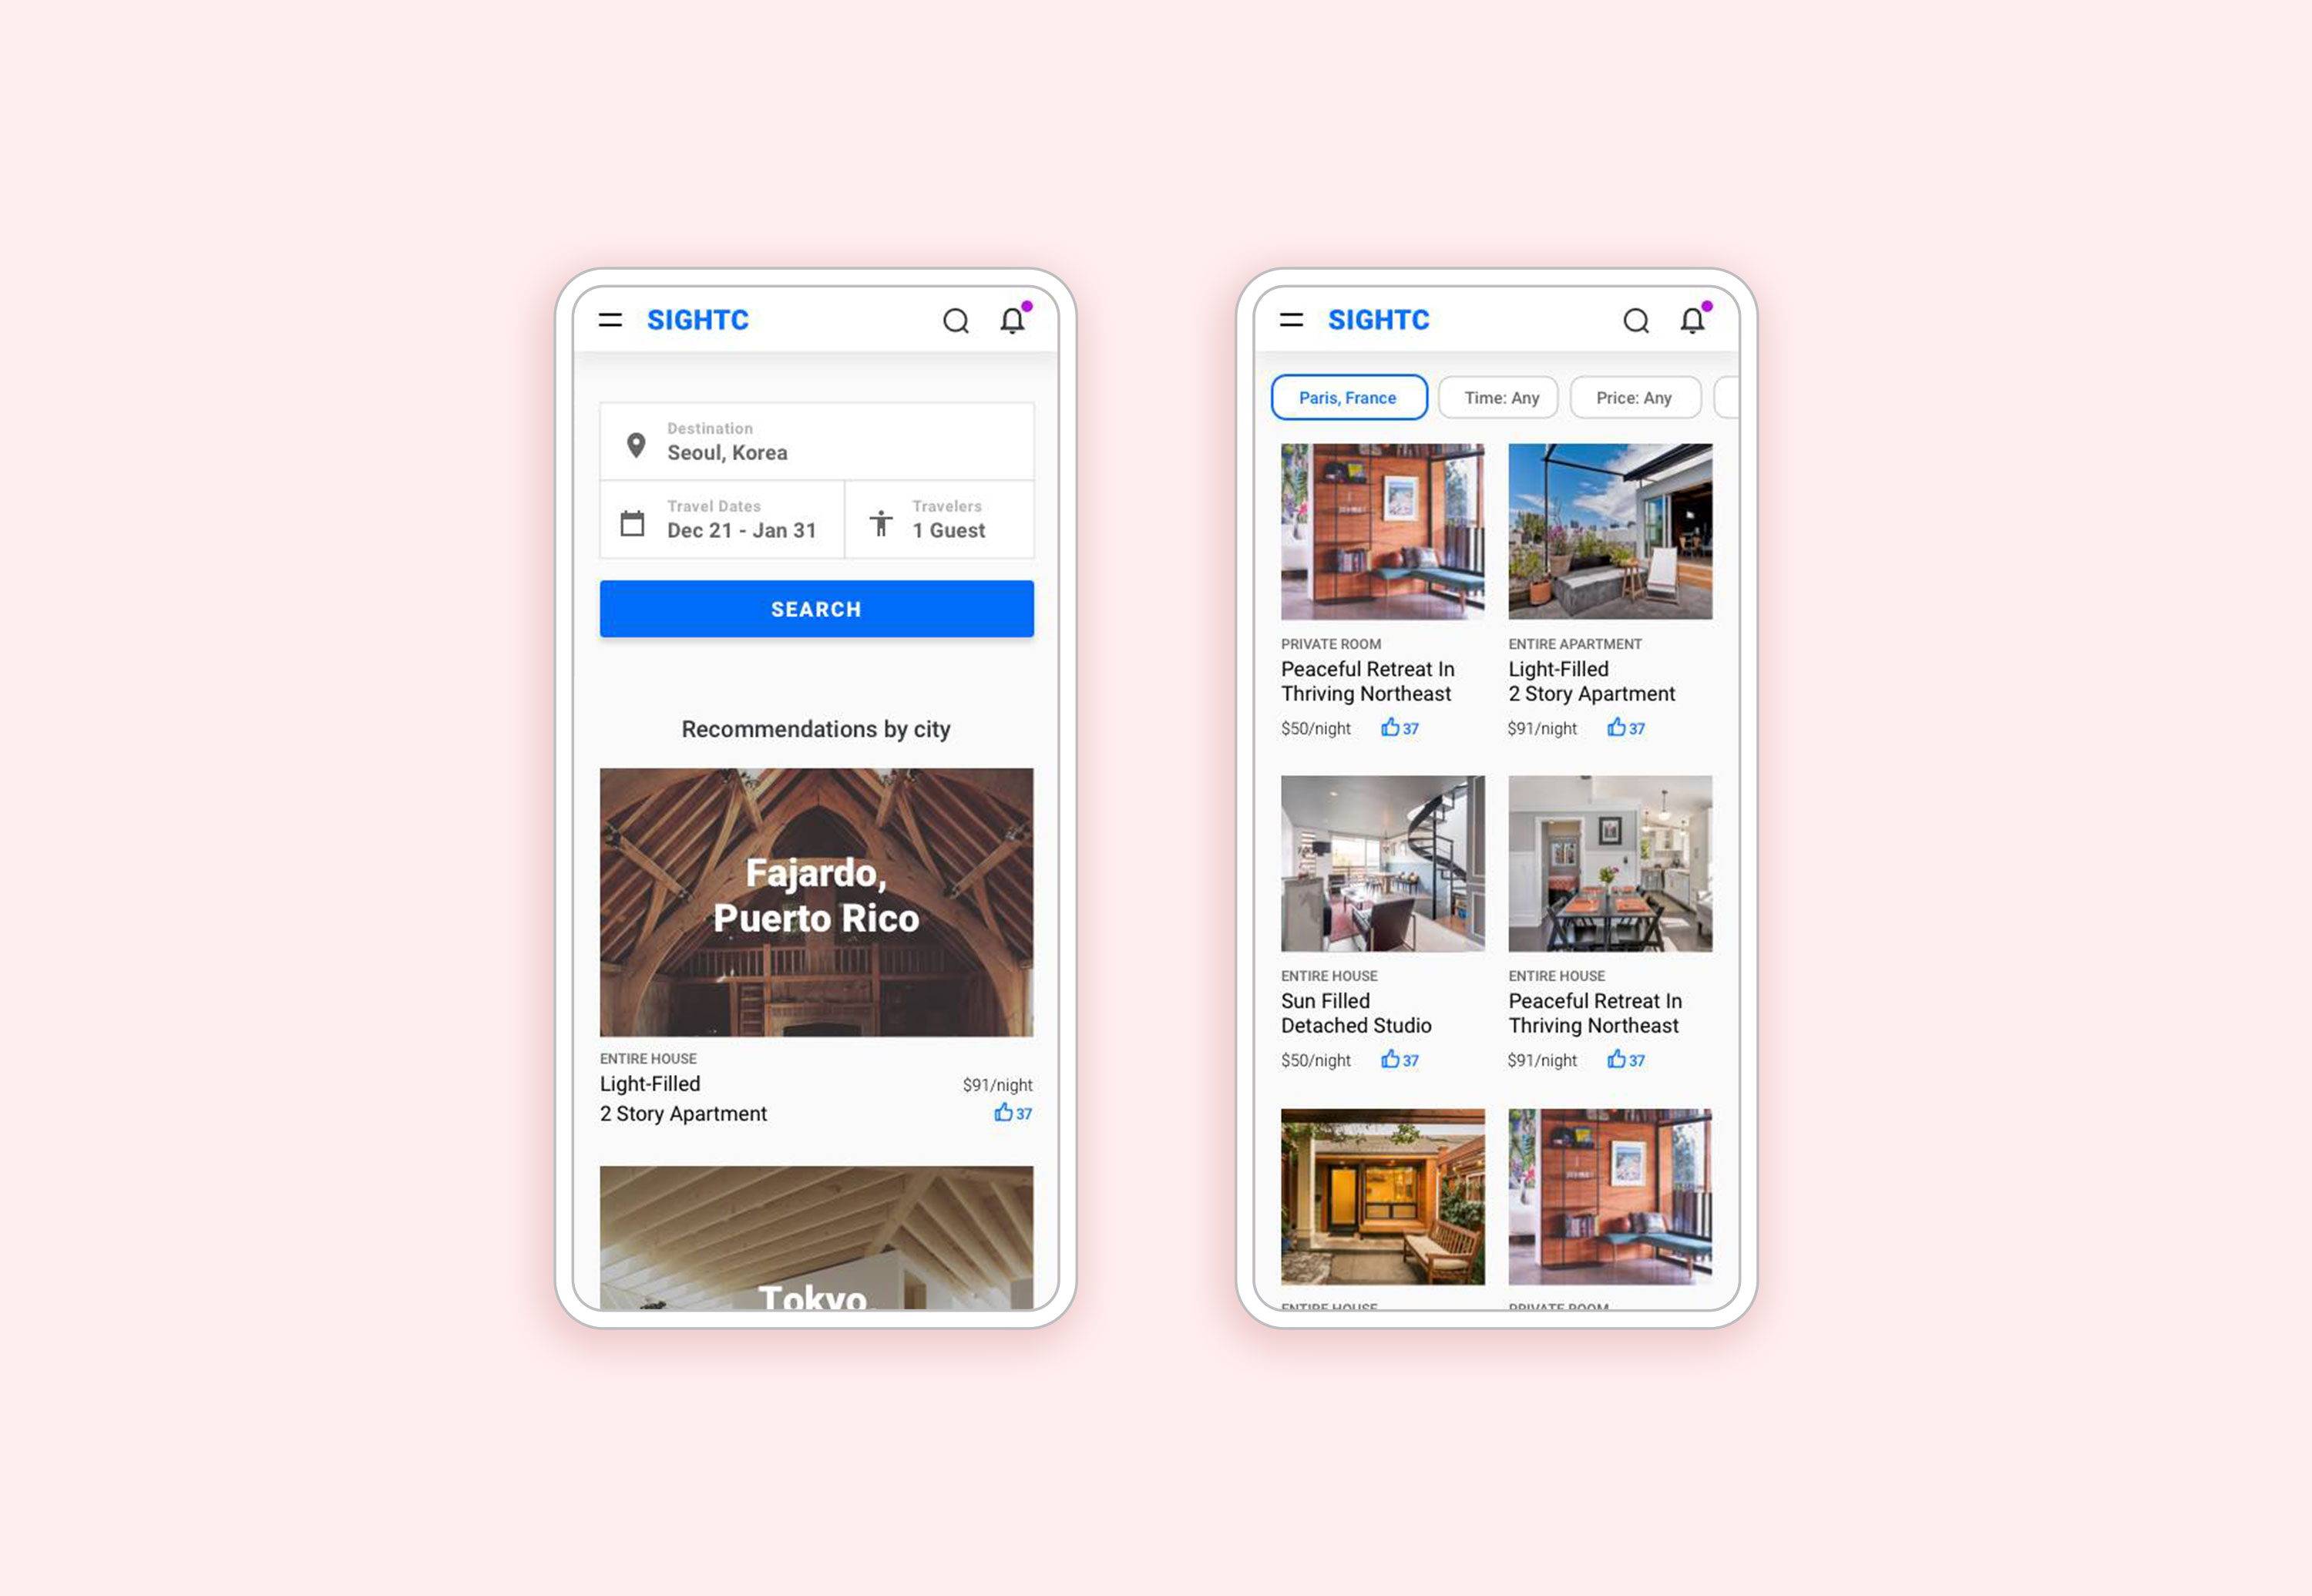 SIGHTC
Destination
Seoul, Korea
Travel Dates
Dec 21 - Jan 31
Travelers
1 Guest
SEARCH
Recommendations by city
Fajardo,
Puerto Rico
ENTIRE HOUSE
Light-Filled
$91/night
2 Story Apartment
37
Tokyo,
SIGHTC
Paris, France
Time: Any
Price: Any
PRIVATE ROOM
Peaceful Retreat In
Thriving Northeast
$50/night 37
ENTIRE APARTMENT
Light-Filled
2 Story Apartment
$91/night 37
ENTIRE HOUSE
Sun Filled
Detached Studio
$50/night 37
ENTIRE HOUSE
Peaceful Retreat In
Thriving Northeast
$91/night 37
ENTIRE HOUSE
PRIVATE ROOM